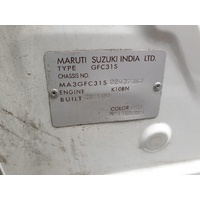 MARUTI SUZUKI INDIA LTD.
TYPE GFC31S
CHASSIS NO
MA3GFC31S
ENGINE K10BN
BUILT
COLOR